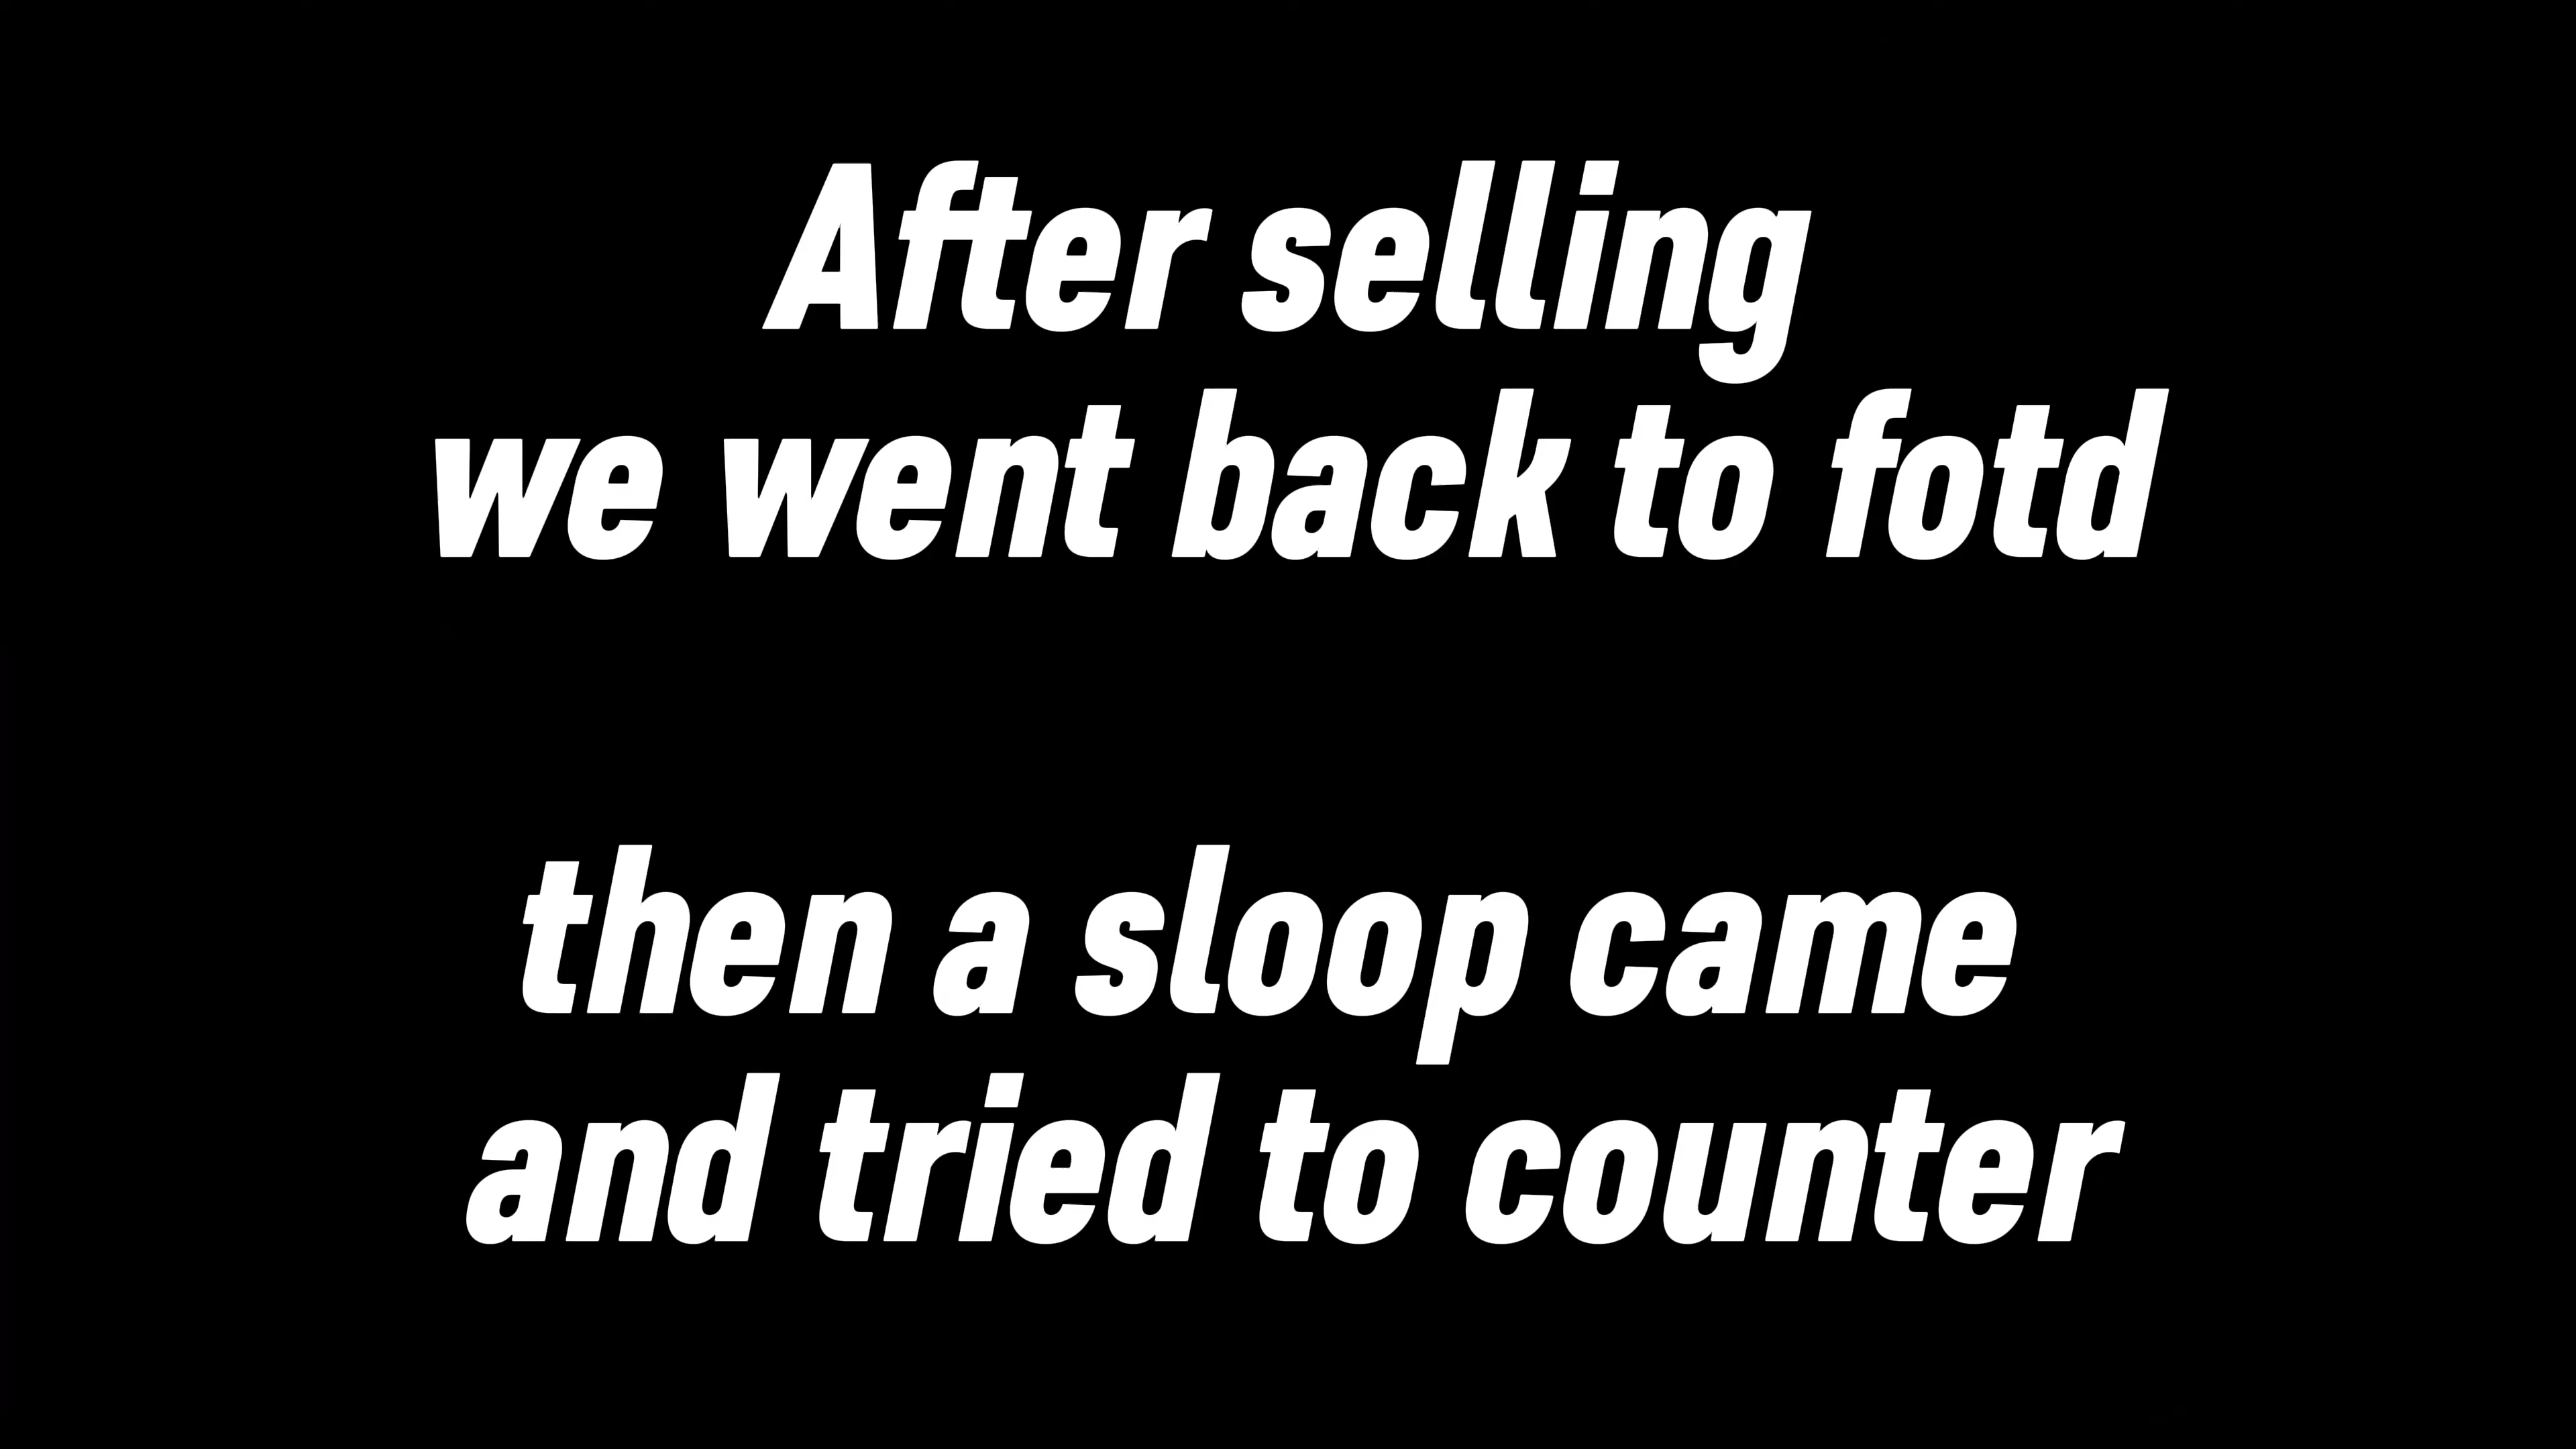 After selling
we went back to fotd
then a sloop came
and tried to counter